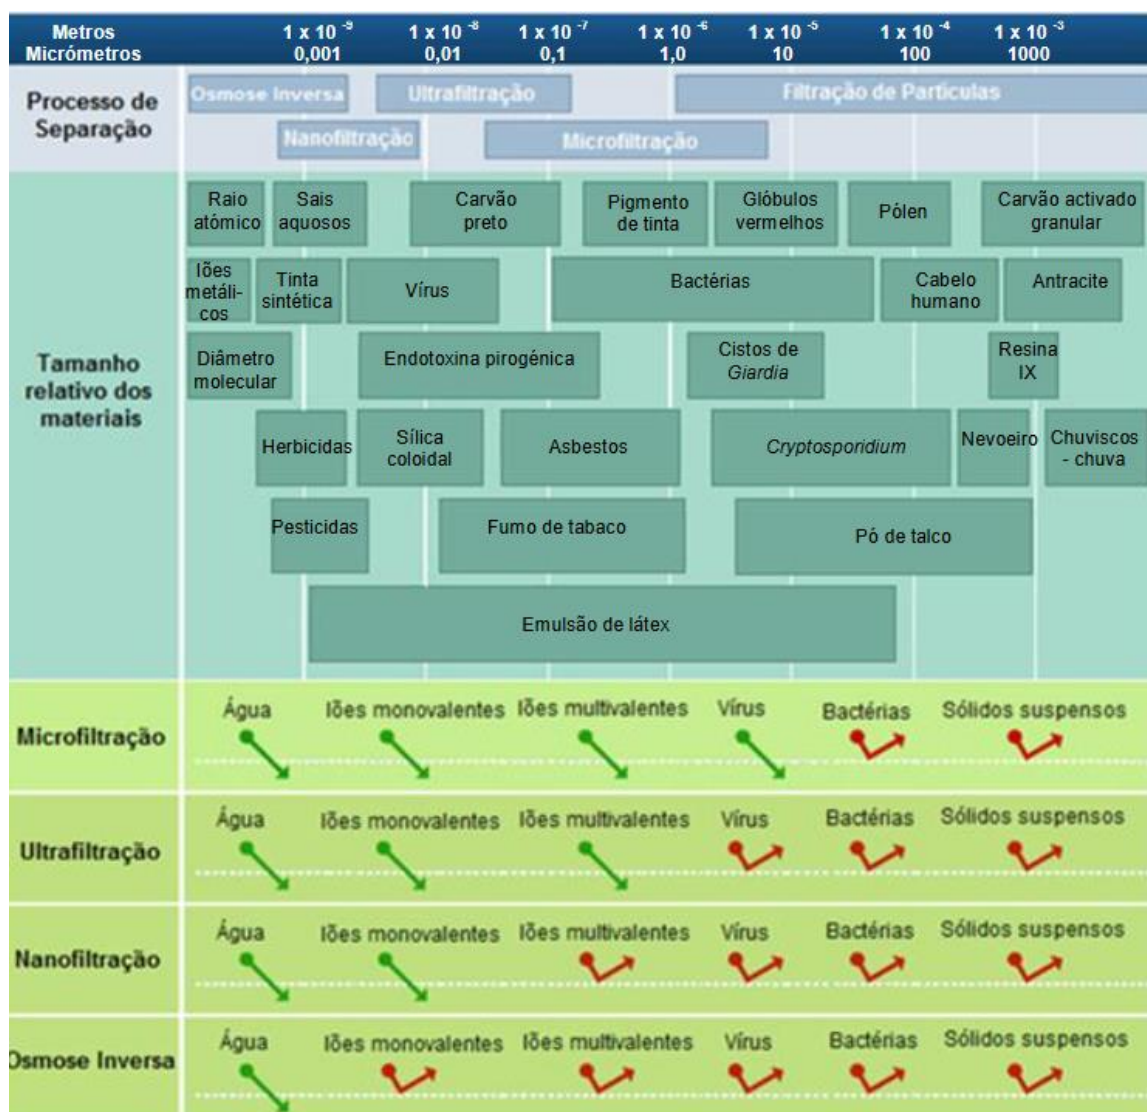 Metros 1 x 10 -9 1 x 10 -8 1 x 10 -7 1 x 10 -6 1 x 10 -5 1 x 10 -4 1 x 10 -3
Micrómetros 0,001 0,01 0,1 1,0 10 100 1000
Processo de
Separação
Osmose Inversa Ultrafiltração Filtração de Partículas
Nanofiltração Microfiltração
Tamanho
relativo dos
materiais
Raio
atómico
Sais
aquosos
Carvão
preto
Pigmento
de tinta
Glóbulos
vermelhos
Pólen
Carvão activado
granular
Iões
metáli-
cos
Tinta
sintética
Vírus
Bactérias
Cabelo
humano
Antracite
Diâmetro
molecular
Endotoxina pirogénica
Cistos de
Giardia
Resina
IX
Herbicidas
Sílica
coloidal
Asbestos
Cryptosporidium
Nevoeiro
Chuviscos
- chuva
Pesticidas
Fumo de tabaco
Pó de talco
Emulsão de látex
Microfiltração
Água Iões monovalentes Iões multivalentes Vírus Bactérias Sólidos suspensos
Ultrafiltração
Água Iões monovalentes Iões multivalentes Vírus Bactérias Sólidos suspensos
Nanofiltração
Água Iões monovalentes Iões multivalentes Vírus Bactérias Sólidos suspensos
Osmose Inversa
Água Iões monovalentes Iões multivalentes Vírus Bactérias Sólidos suspensos